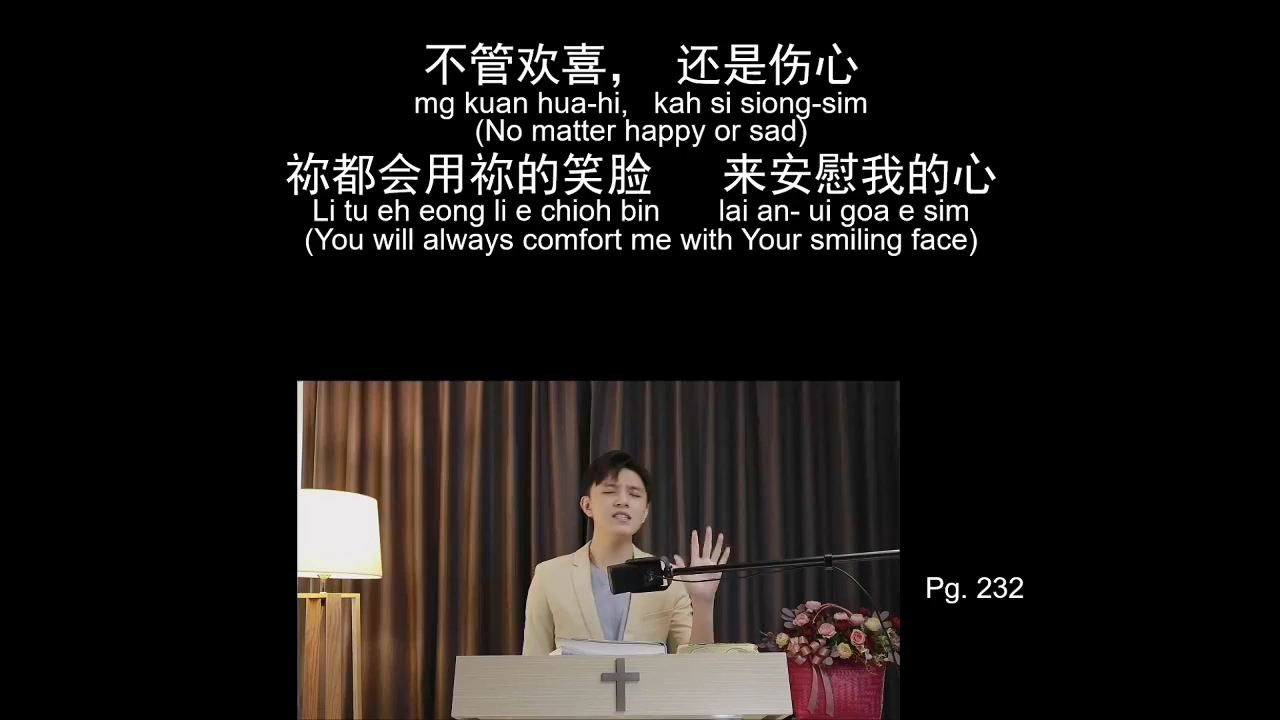 不管欢喜， 还是伤心
mg kuan hua-hi, kah si siong-sim
(No matter happy or sad)
祢都会用祢的笑脸 来安慰我的心
Li tu eh eong li e chioh bin lai an- ui goa e sim
(You will always comfort me with Your smiling face)
Pg. 232